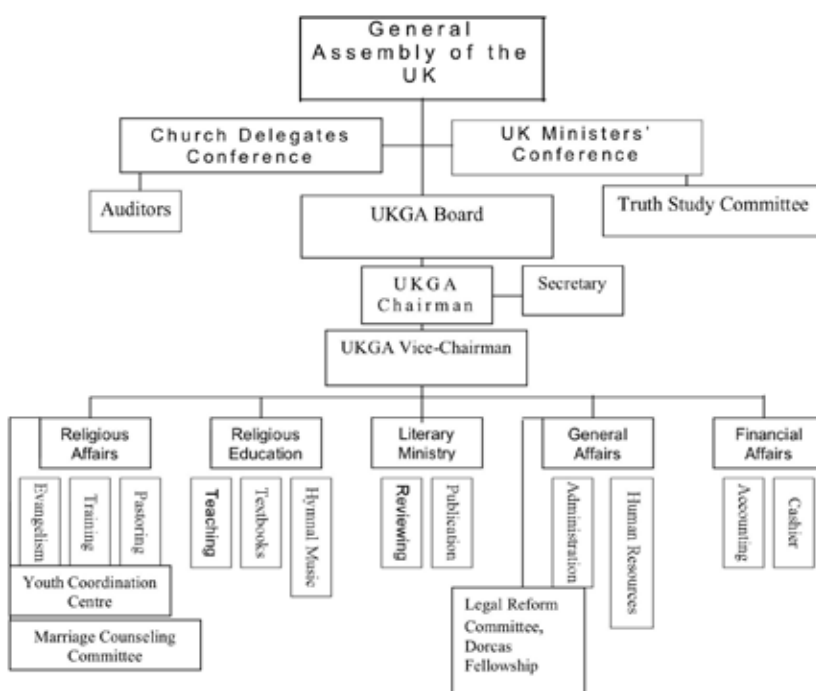 General
Assembly of the
UK
Church Delegates
Conference
UK Ministers'
Conference
Auditors
Truth Study Committee
UKGA Board
UKGA
Chairman
Secretary
UKGA Vice-Chairman
Religious
Affairs
Religious
Education
Literary
Ministry
General
Affairs
Financial
Affairs
Evangelism
Training
Pastoring
Teaching
Textbooks
Hymnal Music
Reviewing
Publication
Administration
Human Resources
Accounting
Cashier
Youth Coordination
Centre
Marriage Counseling
Committee
Legal Reform
Committee,
Dorcas
Fellowship